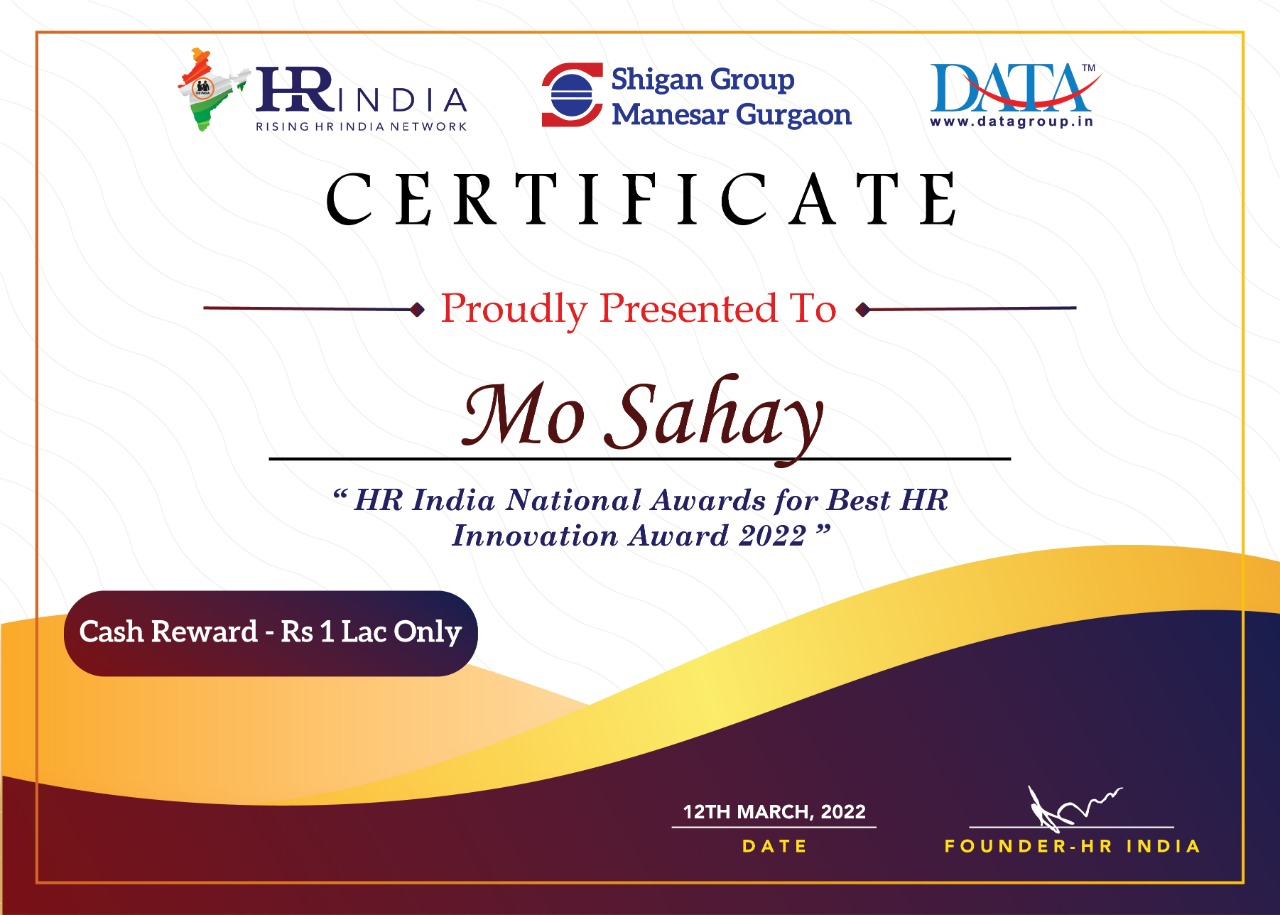 HR INDIA
RISING HR INDIA NETWORK
Shigan Group
Manesar Gurgaon
DATA™
www.datagroup.in
CERTIFICATE
Proudly Presented To
Mo Sahay
“ HR India National Awards for Best HR
Innovation Award 2022 ”
Cash Reward - Rs 1 Lac Only
12TH MARCH, 2022
DATE
FOUNDER-HR INDIA